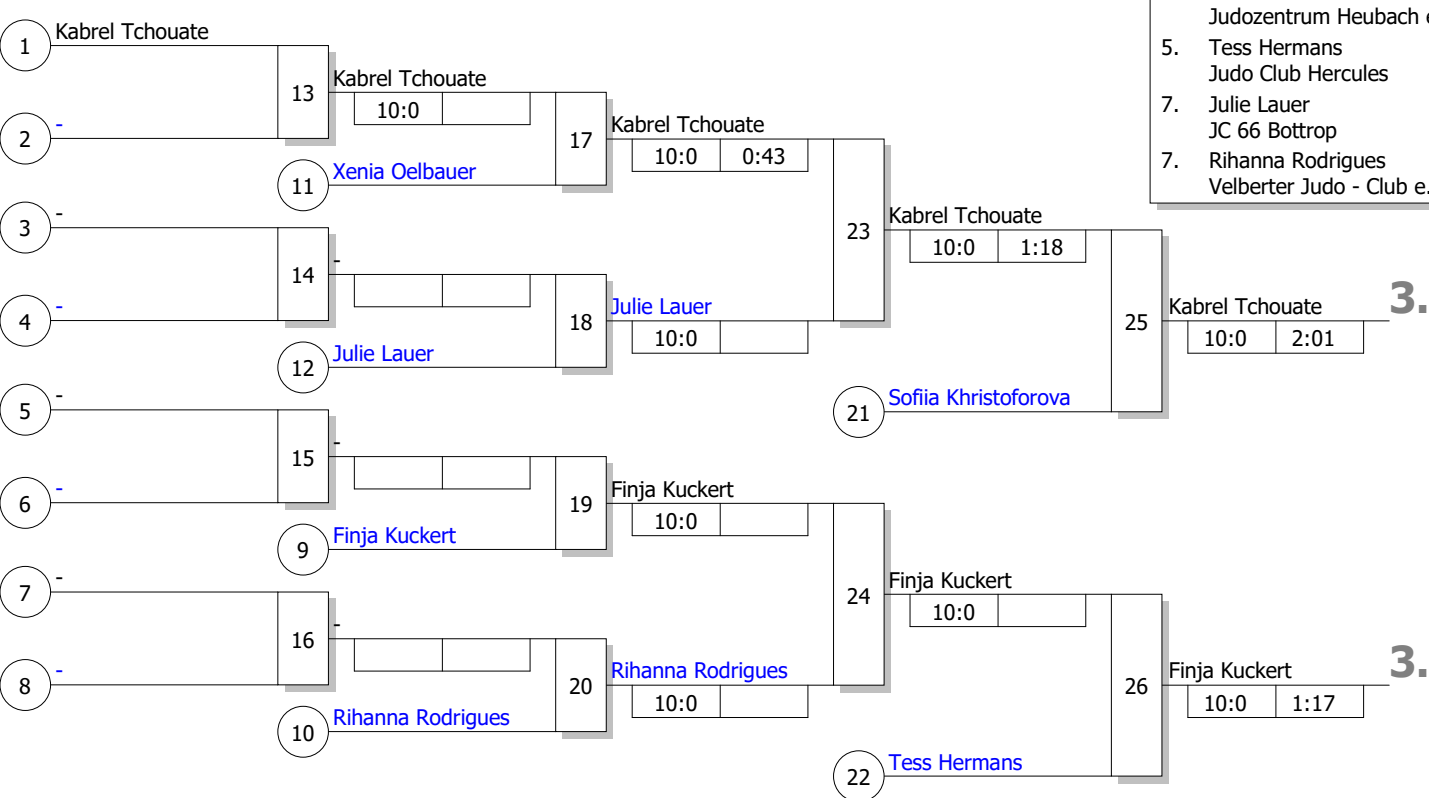 Judozentrum Heubach e
5. Tess Hermans
Judo Club Hercules
7. Julie Lauer
JC 66 Bottrop
7. Rihanna Rodrigues
Velberter Judo - Club e.
1 Kabrel Tchouate
2 -
13 Kabrel Tchouate
10:0
11 Xenia Oelbauer
17 Kabrel Tchouate
10:0 0:43
3 -
4 -
14 -
12 Julie Lauer
18 Julie Lauer
10:0
23 Kabrel Tchouate
10:0 1:18
21 Sofiia Khristoforova
25 Kabrel Tchouate 3.
10:0 2:01
5 -
6 -
15 -
9 Finja Kuckert
19 Finja Kuckert
10:0
7 -
8 -
16 -
10 Rihanna Rodrigues
20 Rihanna Rodrigues
10:0
24 Finja Kuckert
10:0
22 Tess Hermans
26 Finja Kuckert 3.
10:0 1:17